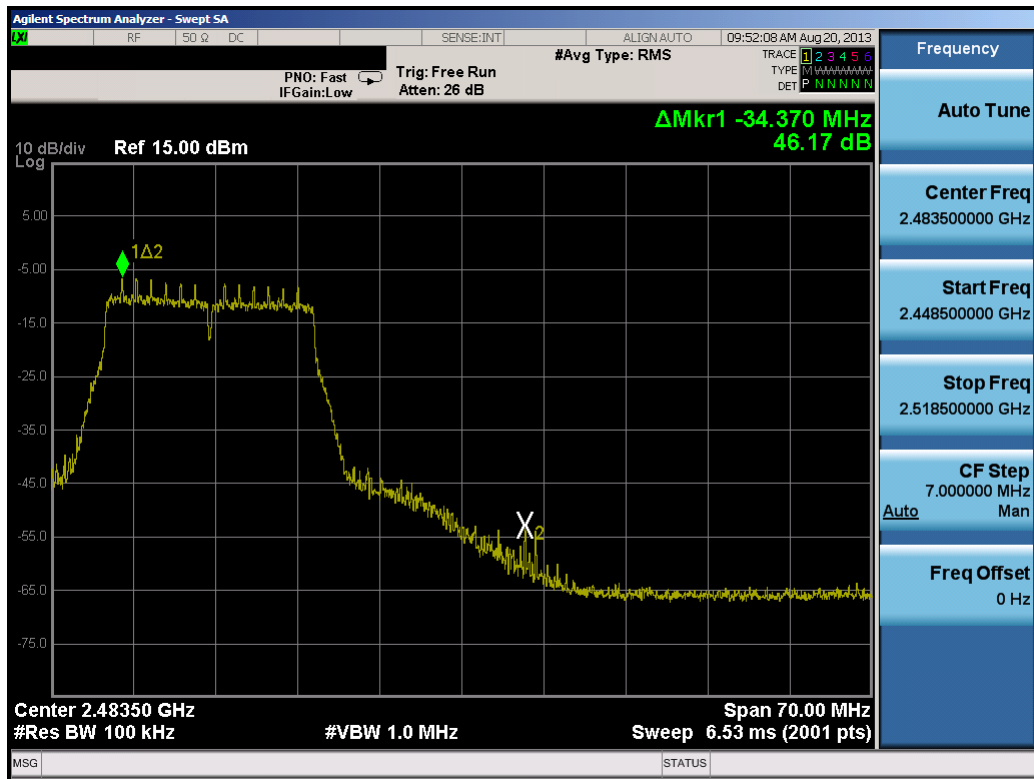 Agilent Spectrum Analyzer - Swept SA
LXI RF 50 Ω DC SENSE:INT ALIGN AUTO 09:52:08 AM Aug 20, 2013
Frequency
#Avg Type: RMS
TRACE 1 2 3 4 5 6
PNO: Fast
IFGain:Low
Trig: Free Run
Atten: 26 dB
TYPE M WWWWW
DET P N N N N N
Auto Tune
ΔMkr1 -34.370 MHz
46.17 dB
10 dB/div
Log
Ref 15.00 dBm
5.00
-5.00
-15.0
-25.0
-35.0
-45.0
-55.0
-65.0
-75.0
1Δ2
X2
Center Freq
2.483500000 GHz
Start Freq
2.448500000 GHz
Stop Freq
2.518500000 GHz
CF Step
7.000000 MHz
Auto Man
Freq Offset
0 Hz
Center 2.48350 GHz
Span 70.00 MHz
#Res BW 100 kHz
#VBW 1.0 MHz
Sweep 6.53 ms (2001 pts)
MSG
STATUS